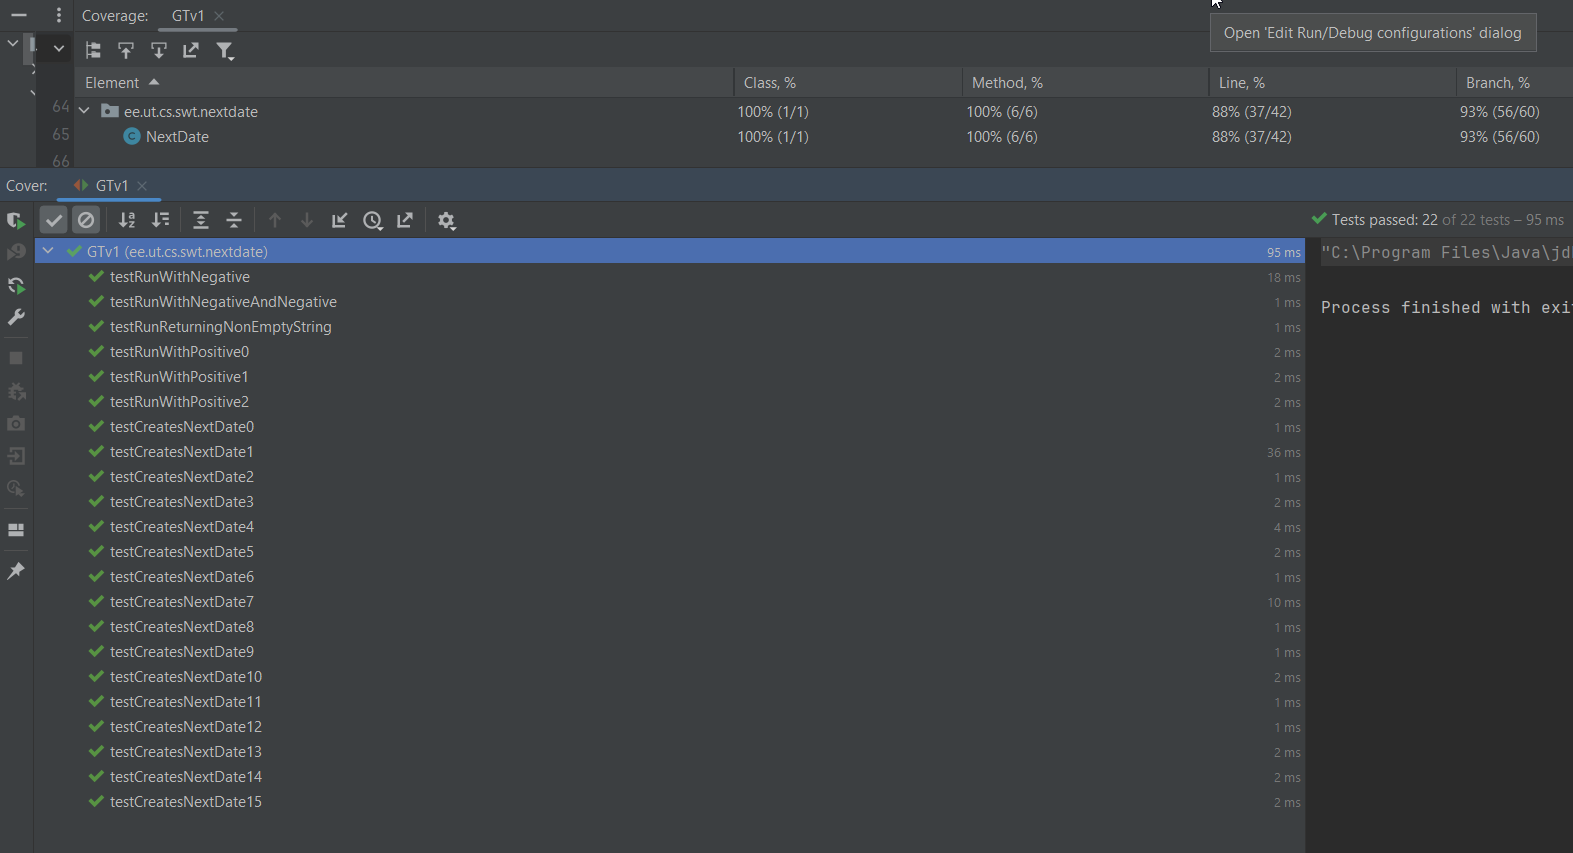 Coverage: GTv1
Open 'Edit Run/Debug configurations' dialog
Element Class, % Method, % Line, % Branch, %
64 ee.ut.cs.swt.nextdate 100% (1/1) 100% (6/6) 88% (37/42) 93% (56/60)
65 NextDate 100% (1/1) 100% (6/6) 88% (37/42) 93% (56/60)
66
Cover: GTv1
Tests passed: 22 of 22 tests – 95 ms
GTv1 (ee.ut.cs.swt.nextdate) 95 ms "C:\Program Files\Java\jd
testRunWithNegative 18 ms
testRunWithNegativeAndNegative 1 ms Process finished with exi
testRunReturningNonEmptyString 1 ms
testRunWithPositive0 2 ms
testRunWithPositive1 2 ms
testRunWithPositive2 2 ms
testCreatesNextDate0 1 ms
testCreatesNextDate1 36 ms
testCreatesNextDate2 1 ms
testCreatesNextDate3 2 ms
testCreatesNextDate4 4 ms
testCreatesNextDate5 2 ms
testCreatesNextDate6 1 ms
testCreatesNextDate7 10 ms
testCreatesNextDate8 1 ms
testCreatesNextDate9 1 ms
testCreatesNextDate10 2 ms
testCreatesNextDate11 1 ms
testCreatesNextDate12 1 ms
testCreatesNextDate13 2 ms
testCreatesNextDate14 2 ms
testCreatesNextDate15 2 ms